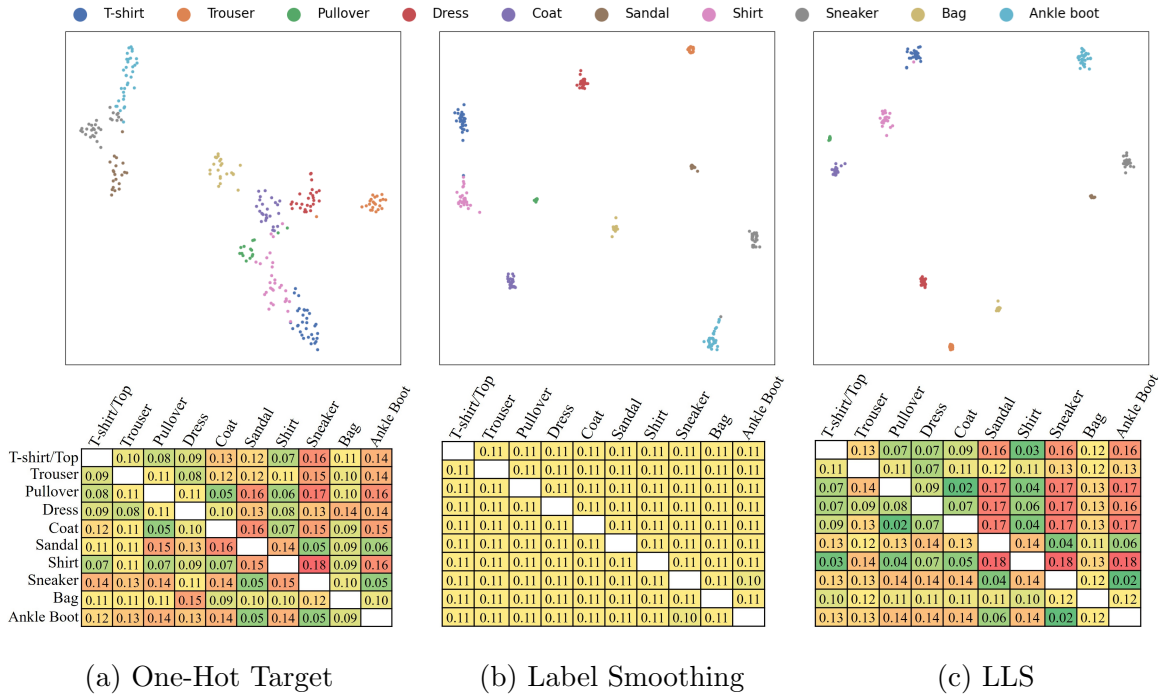 T-shirt Trouser Pullover Dress Coat Sandal Shirt Sneaker Bag Ankle boot
T-shirt/Top Trouser Pullover Dress Coat Sandal Shirt Sneaker Bag Ankle Boot
T-shirt/Top 0.10 0.08 0.09 0.13 0.12 0.07 0.16 0.11 0.14
Trouser 0.09 0.11 0.08 0.12 0.12 0.11 0.15 0.10 0.14
Pullover 0.08 0.11 0.11 0.05 0.16 0.06 0.17 0.10 0.16
Dress 0.09 0.08 0.11 0.10 0.13 0.08 0.13 0.14 0.14
Coat 0.12 0.11 0.05 0.10 0.16 0.07 0.15 0.09 0.15
Sandal 0.11 0.11 0.15 0.13 0.16 0.14 0.05 0.09 0.06
Shirt 0.07 0.11 0.07 0.09 0.07 0.15 0.18 0.09 0.16
Sneaker 0.14 0.13 0.14 0.11 0.14 0.05 0.15 0.10 0.05
Bag 0.11 0.11 0.11 0.15 0.09 0.10 0.10 0.12 0.10
Ankle Boot 0.12 0.13 0.14 0.13 0.14 0.05 0.14 0.05 0.09
(a) One-Hot Target
T-shirt/Top Trouser Pullover Dress Coat Sandal Shirt Sneaker Bag Ankle Boot
0.11 0.11 0.11 0.11 0.11 0.11 0.11 0.11 0.11
0.11 0.11 0.11 0.11 0.11 0.11 0.11 0.11 0.11
0.11 0.11 0.11 0.11 0.11 0.11 0.11 0.11 0.11
0.11 0.11 0.11 0.11 0.11 0.11 0.11 0.11 0.11
0.11 0.11 0.11 0.11 0.11 0.11 0.11 0.11 0.11
0.11 0.11 0.11 0.11 0.11 0.11 0.11 0.11 0.11
0.11 0.11 0.11 0.11 0.11 0.11 0.11 0.11 0.11
0.11 0.11 0.11 0.11 0.11 0.11 0.11 0.11 0.10
0.11 0.11 0.11 0.11 0.11 0.11 0.11 0.11 0.11
0.11 0.11 0.11 0.11 0.11 0.11 0.11 0.10 0.11
(b) Label Smoothing
T-shirt/Top Trouser Pullover Dress Coat Sandal Shirt Sneaker Bag Ankle Boot
0.13 0.07 0.07 0.09 0.16 0.03 0.16 0.12 0.16
0.11 0.11 0.07 0.11 0.12 0.11 0.13 0.12 0.13
0.07 0.14 0.09 0.02 0.17 0.04 0.17 0.12 0.17
0.07 0.09 0.08 0.07 0.17 0.06 0.17 0.13 0.16
0.09 0.13 0.02 0.07 0.17 0.04 0.17 0.13 0.17
0.13 0.12 0.14 0.14 0.13 0.14 0.04 0.11 0.06
0.03 0.14 0.04 0.07 0.05 0.18 0.18 0.13 0.18
0.13 0.13 0.14 0.14 0.14 0.04 0.14 0.12 0.02
0.10 0.12 0.11 0.11 0.11 0.11 0.10 0.12 0.12
0.13 0.13 0.14 0.14 0.14 0.06 0.14 0.02 0.11
(c) LLS